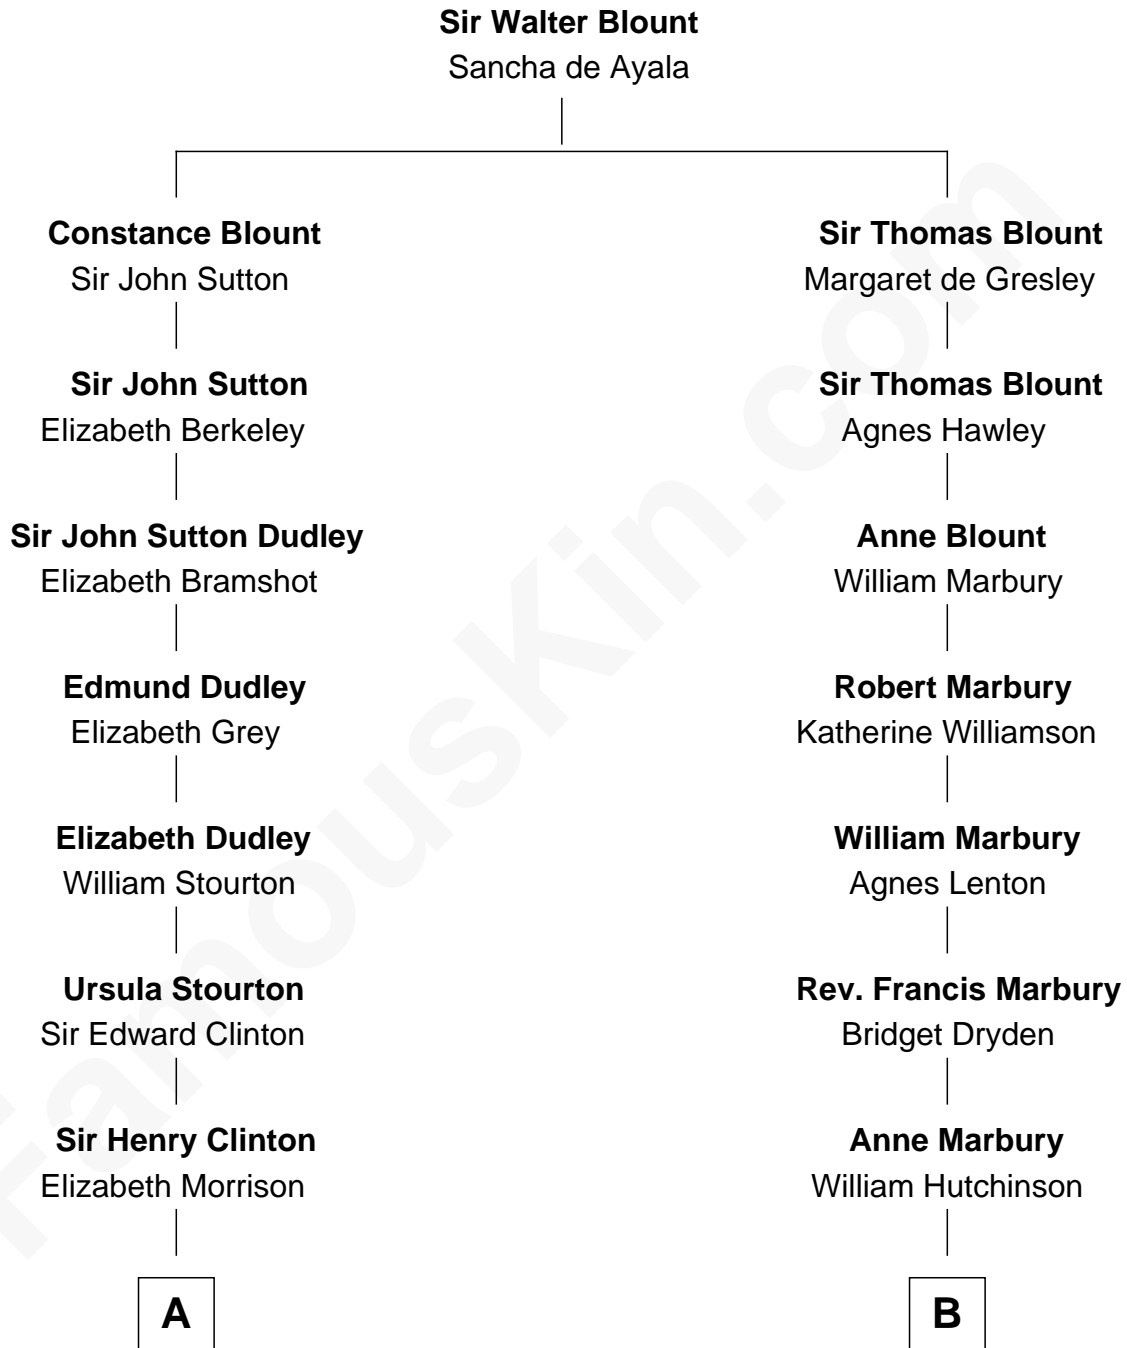 Sir Walter Blount
Sancha de Ayala
Constance Blount
Sir John Sutton
Sir Thomas Blount
Margaret de Gresley
Sir John Sutton
Elizabeth Berkeley
Sir Thomas Blount
Agnes Hawley
Sir John Sutton Dudley
Elizabeth Bramshot
Anne Blount
William Marbury
Edmund Dudley
Elizabeth Grey
Robert Marbury
Katherine Williamson
Elizabeth Dudley
William Stourton
William Marbury
Agnes Lenton
Ursula Stourton
Sir Edward Clinton
Rev. Francis Marbury
Bridget Dryden
Sir Henry Clinton
Elizabeth Morrison
Anne Marbury
William Hutchinson
A
B
FamousKin.com